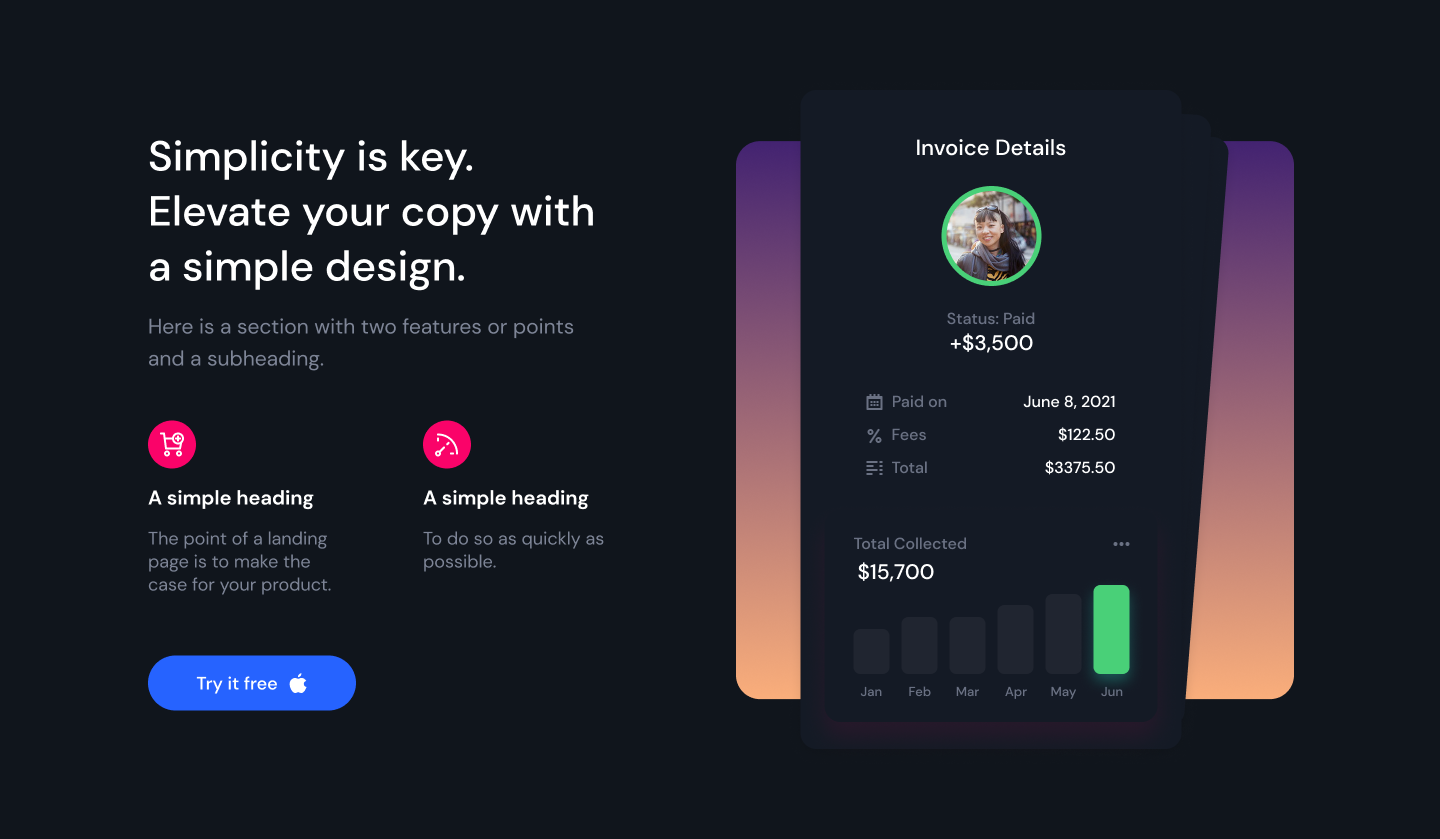 Simplicity is key.
Elevate your copy with
a simple design.
Here is a section with two features or points
and a subheading.
A simple heading
The point of a landing
page is to make the
case for your product.
A simple heading
To do so as quickly as
possible.
Try it free
Invoice Details
Status: Paid
+$3,500
Paid on June 8, 2021
Fees $122.50
Total $3375.50
Total Collected
$15,700
Jan Feb Mar Apr May Jun